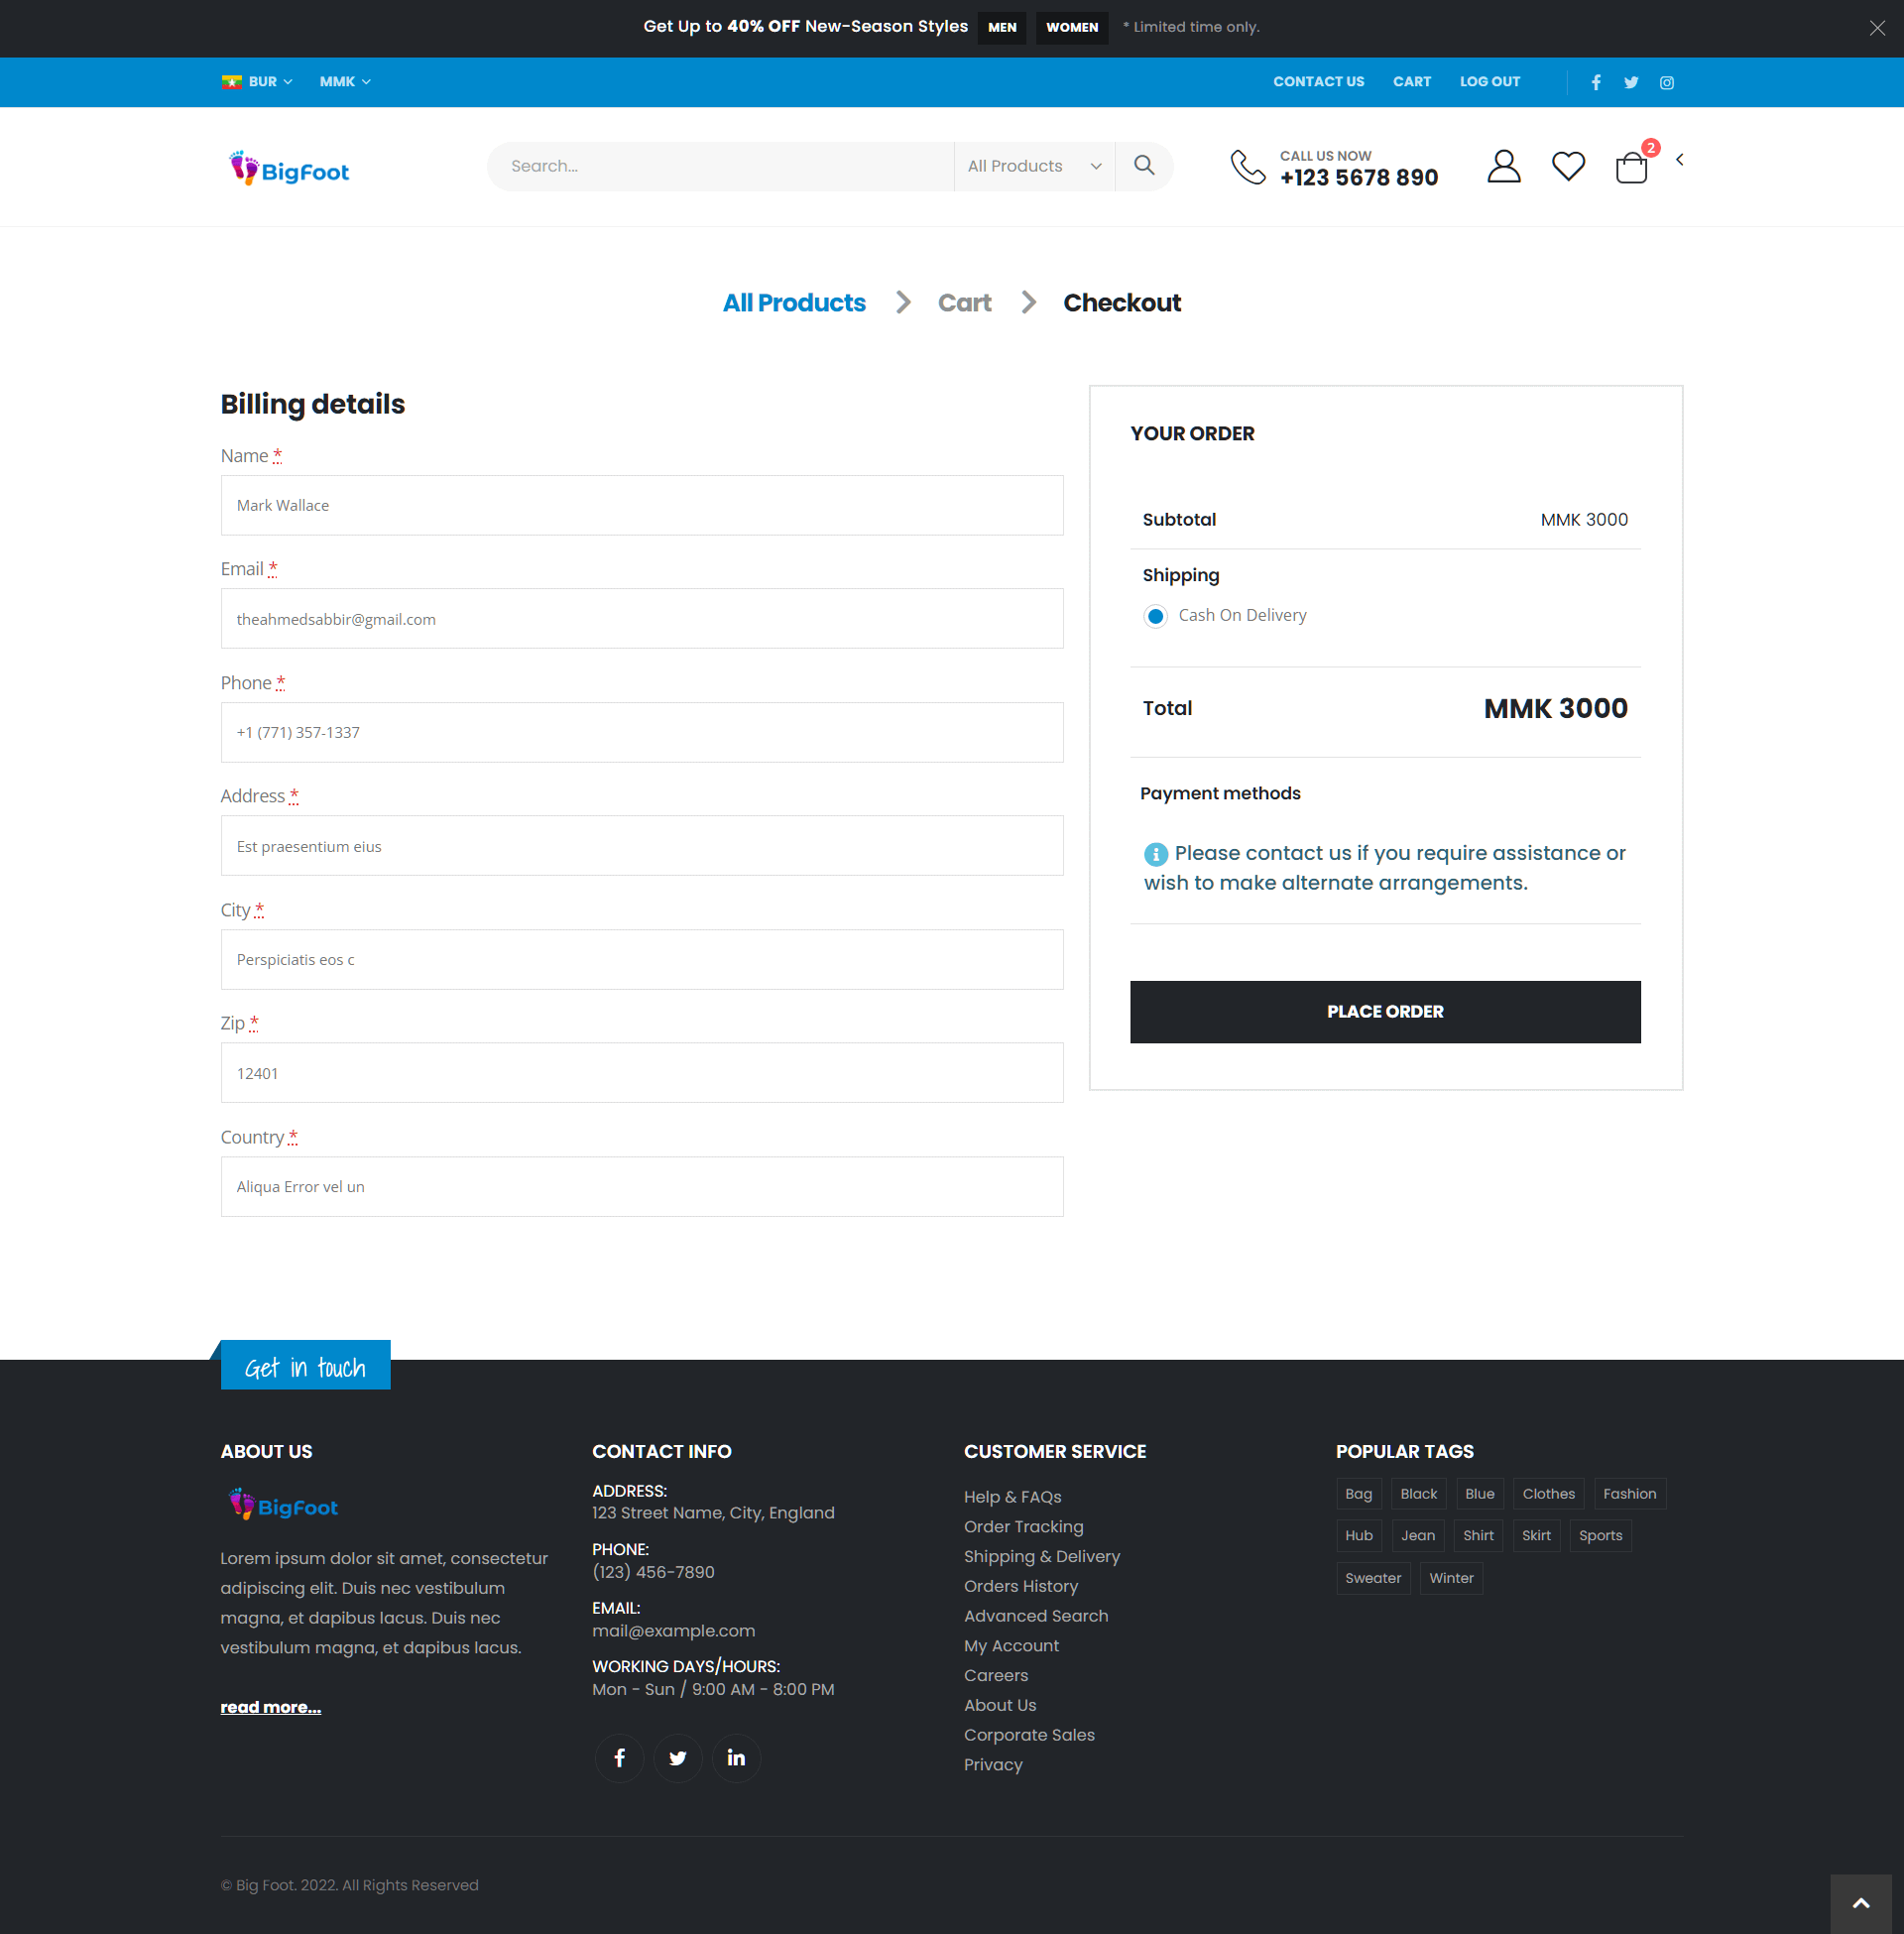 Get Up to 40% OFF New-Season Styles MEN WOMEN * Limited time only.
BUR MMK CONTACT US CART LOG OUT
BigFoot Search... All Products CALL US NOW
+123 5678 890 2
All Products Cart Checkout
Billing details
Name *
Mark Wallace
Email *
theahmedsabbir@gmail.com
Phone *
+1 (771) 357-1337
Address *
Est praesentium eius
City *
Perspiciatis eos c
Zip *
12401
Country *
Aliqua Error vel un
YOUR ORDER
Subtotal MMK 3000
Shipping
Cash On Delivery
Total MMK 3000
Payment methods
Please contact us if you require assistance or
wish to make alternate arrangements.
PLACE ORDER
Get in touch
ABOUT US
BigFoot
Lorem ipsum dolor sit amet, consectetur
adipiscing elit. Duis nec vestibulum
magna, et dapibus lacus. Duis nec
vestibulum magna, et dapibus lacus.
read more...
CONTACT INFO
ADDRESS:
123 Street Name, City, England
PHONE:
(123) 456-7890
EMAIL:
mail@example.com
WORKING DAYS/HOURS:
Mon - Sun / 9:00 AM - 8:00 PM
CUSTOMER SERVICE
Help & FAQs
Order Tracking
Shipping & Delivery
Orders History
Advanced Search
My Account
Careers
About Us
Corporate Sales
Privacy
POPULAR TAGS
Bag Black Blue Clothes Fashion
Hub Jean Shirt Skirt Sports
Sweater Winter
© Big Foot. 2022. All Rights Reserved